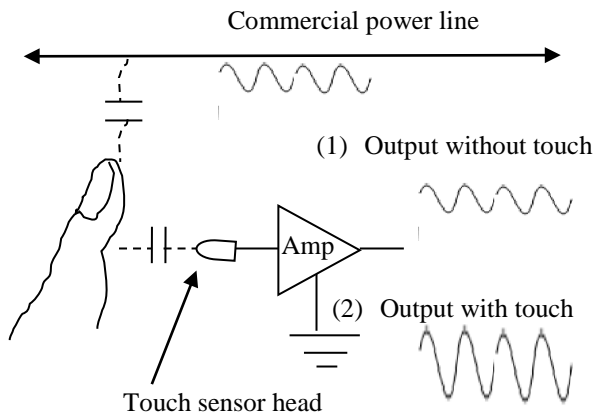 Commercial power line
(1) Output without touch
Amp
(2) Output with touch
Touch sensor head